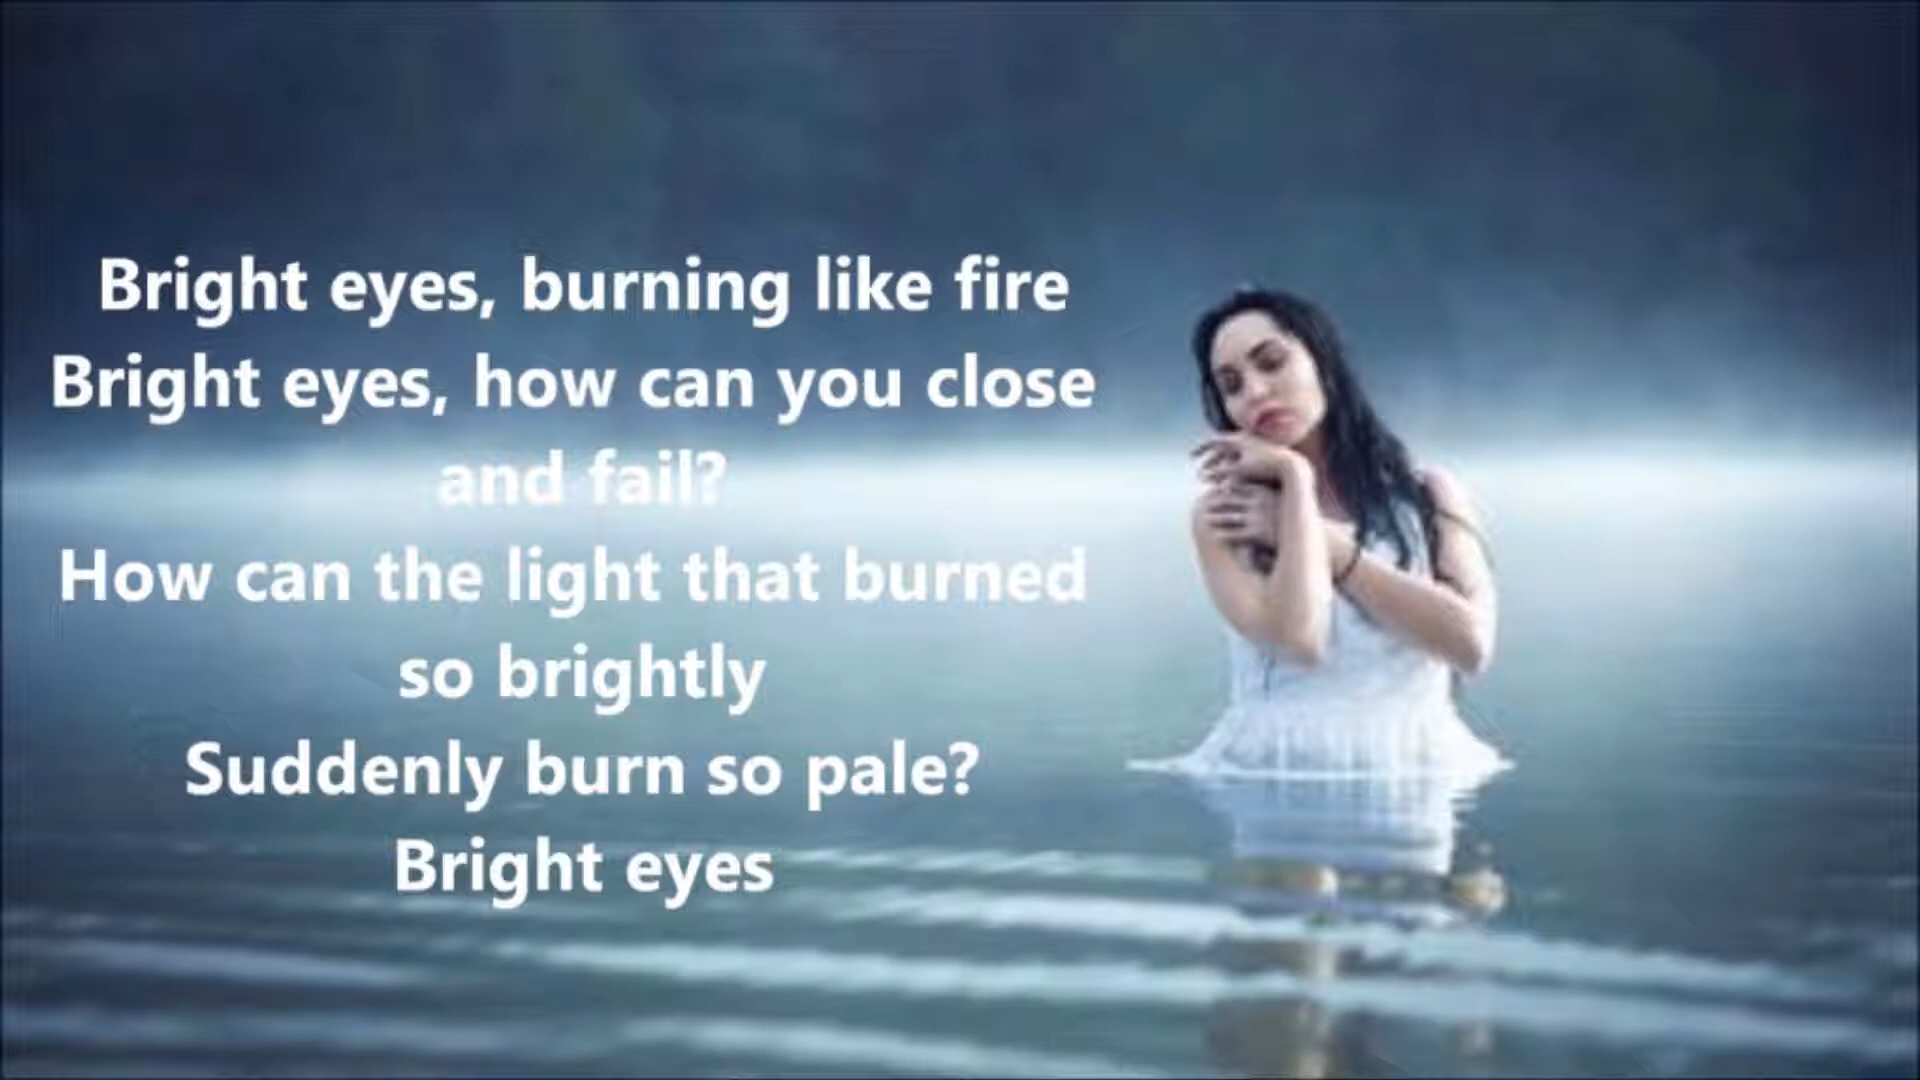 Bright eyes, burning like fire
Bright eyes, how can you close
and fail?
How can the light that burned
so brightly
Suddenly burn so pale?
Bright eyes